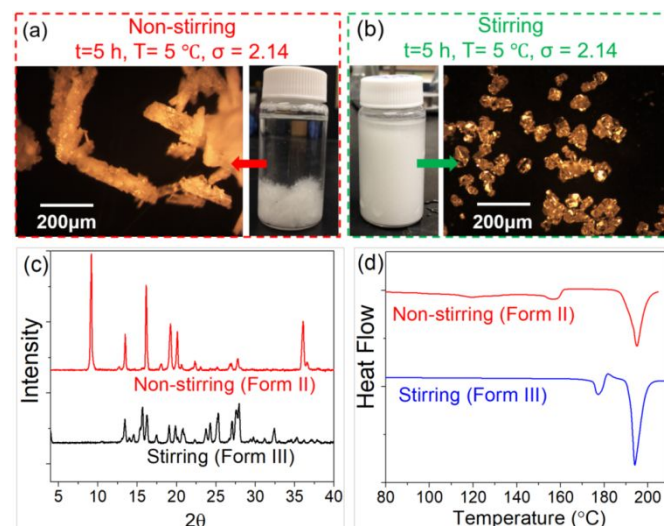 (a) Non-stirring
t=5 h, T= 5 ℃, σ = 2.14
200μm
(b) Stirring
t=5 h, T= 5 ℃, σ = 2.14
200μm
(c)
Intensity
Non-stirring (Form II)
Stirring (Form III)
5 10 15 20 25 30 35 40
2θ
(d)
Heat Flow
Non-stirring (Form II)
Stirring (Form III)
80 100 120 140 160 180 200
Temperature (°C)